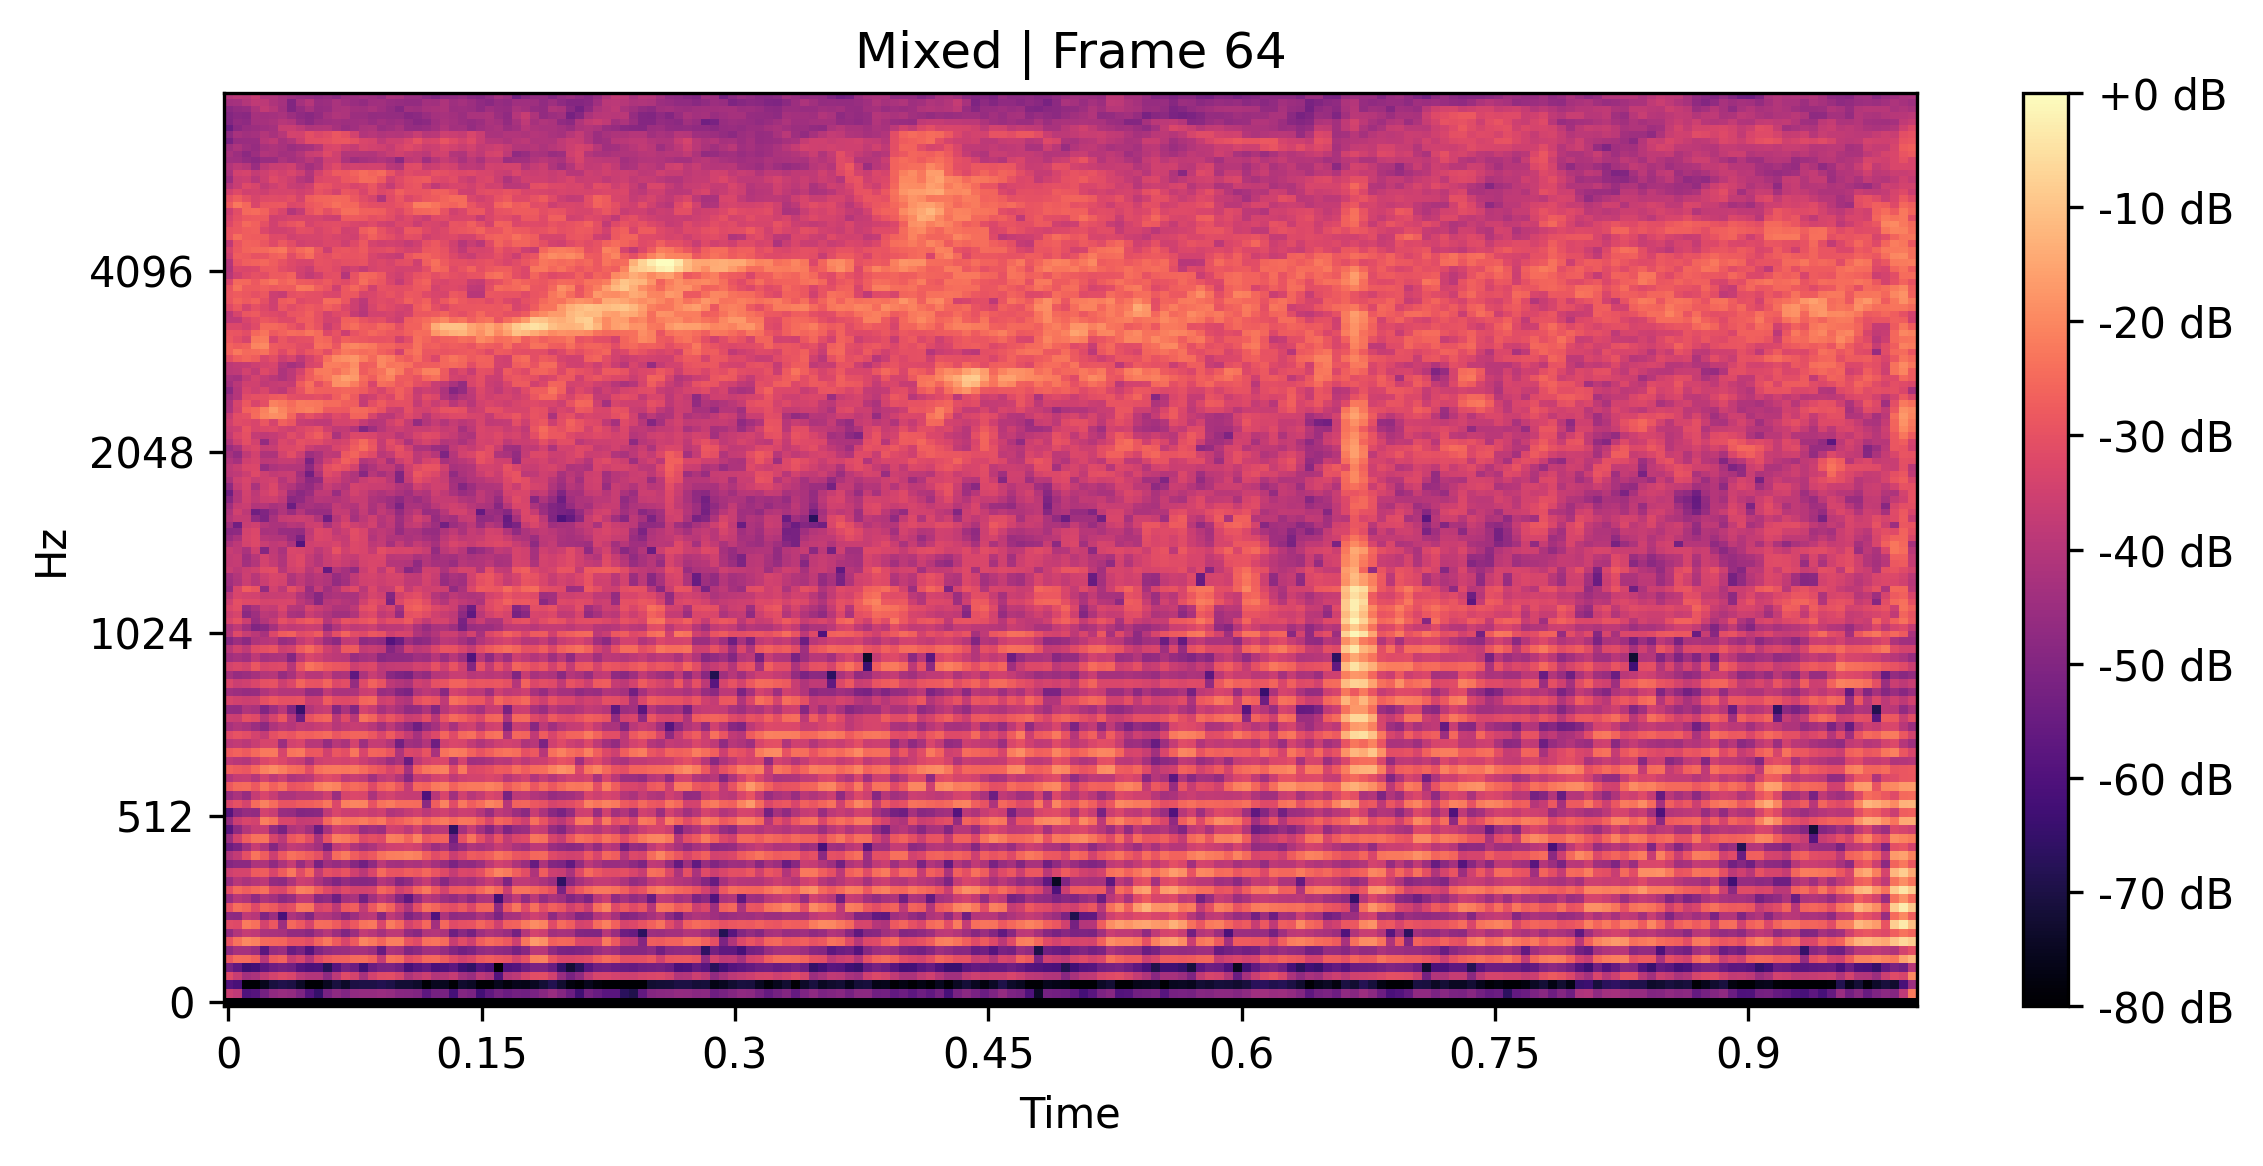 Mixed | Frame 64
+0 dB
-10 dB
-20 dB
-30 dB
-40 dB
-50 dB
-60 dB
-70 dB
-80 dB
Hz
4096
2048
1024
512
0
0 0.15 0.3 0.45 0.6 0.75 0.9
Time